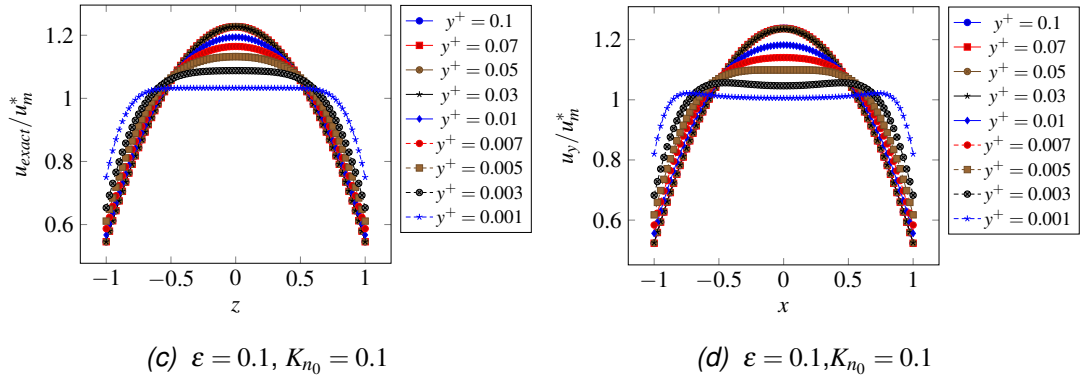 1.2
1
0.8
0.6
u_exact/u*_m
−1
−0.5
0
0.5
1
z
y⁺ = 0.1
y⁺ = 0.07
y⁺ = 0.05
y⁺ = 0.03
y⁺ = 0.01
y⁺ = 0.007
y⁺ = 0.005
y⁺ = 0.003
y⁺ = 0.001
(c) ε = 0.1, K_{n_0} = 0.1
1.2
1
0.8
0.6
u_y/u*_m
−1
−0.5
0
0.5
1
x
y⁺ = 0.1
y⁺ = 0.07
y⁺ = 0.05
y⁺ = 0.03
y⁺ = 0.01
y⁺ = 0.007
y⁺ = 0.005
y⁺ = 0.003
y⁺ = 0.001
(d) ε = 0.1,K_{n_0} = 0.1